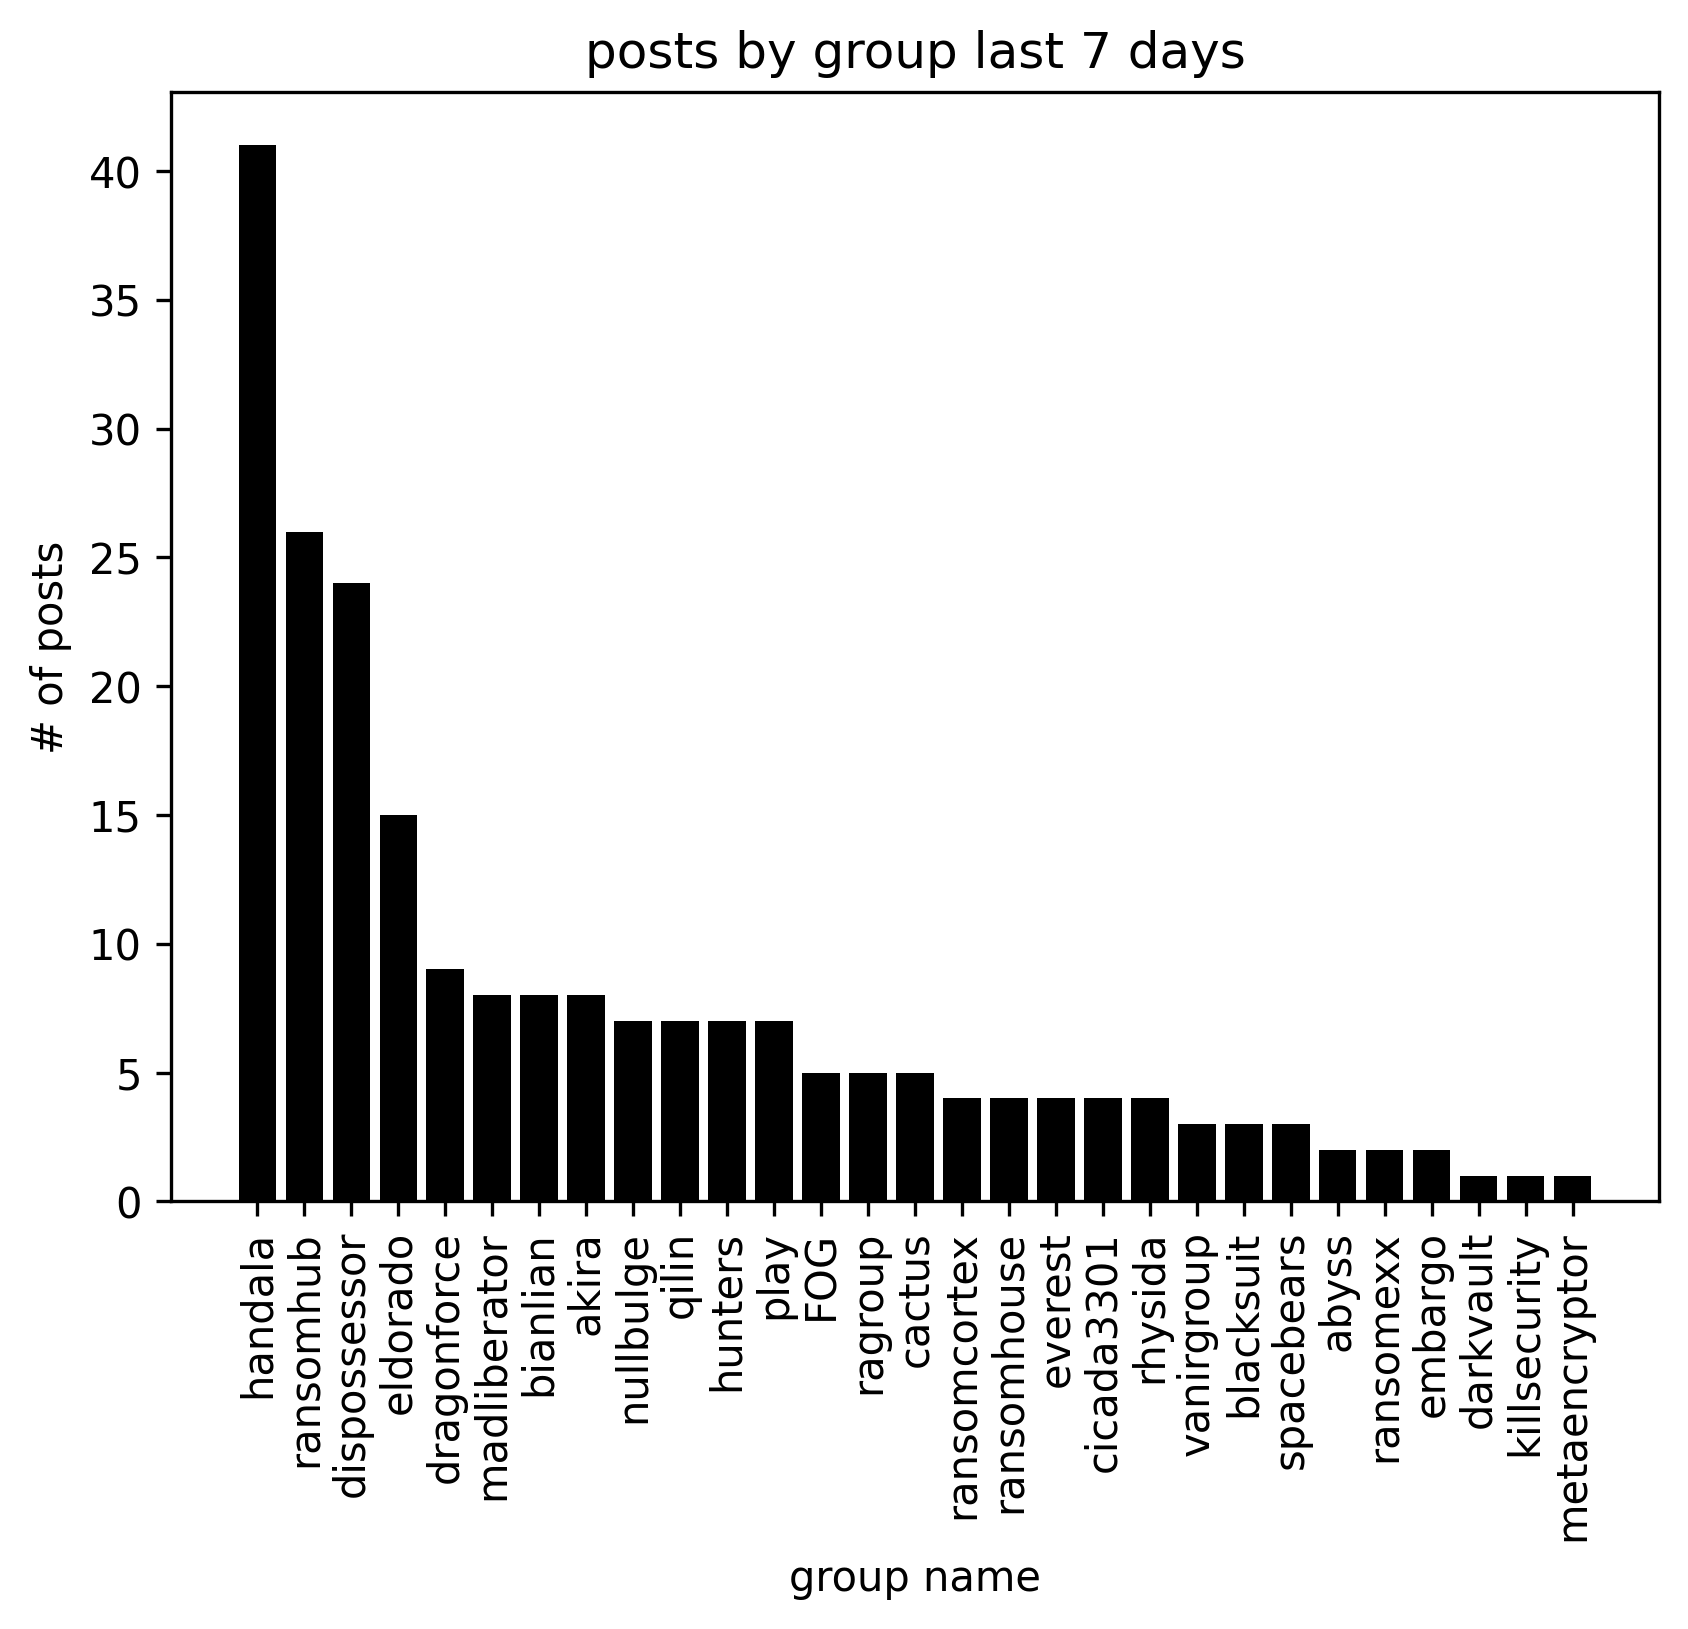 posts by group last 7 days
# of posts
40
35
30
25
20
15
10
5
0
handala
ransomhub
dispossessor
eldorado
dragonforce
madliberator
bianlian
akira
nullbulge
qilin
hunters
play
FOG
ragroup
cactus
ransomcortex
ransomhouse
everest
cicada3301
rhysida
vanirgroup
blacksuit
spacebears
abyss
ransomexx
embargo
darkvault
killsecurity
metaencryptor
group name